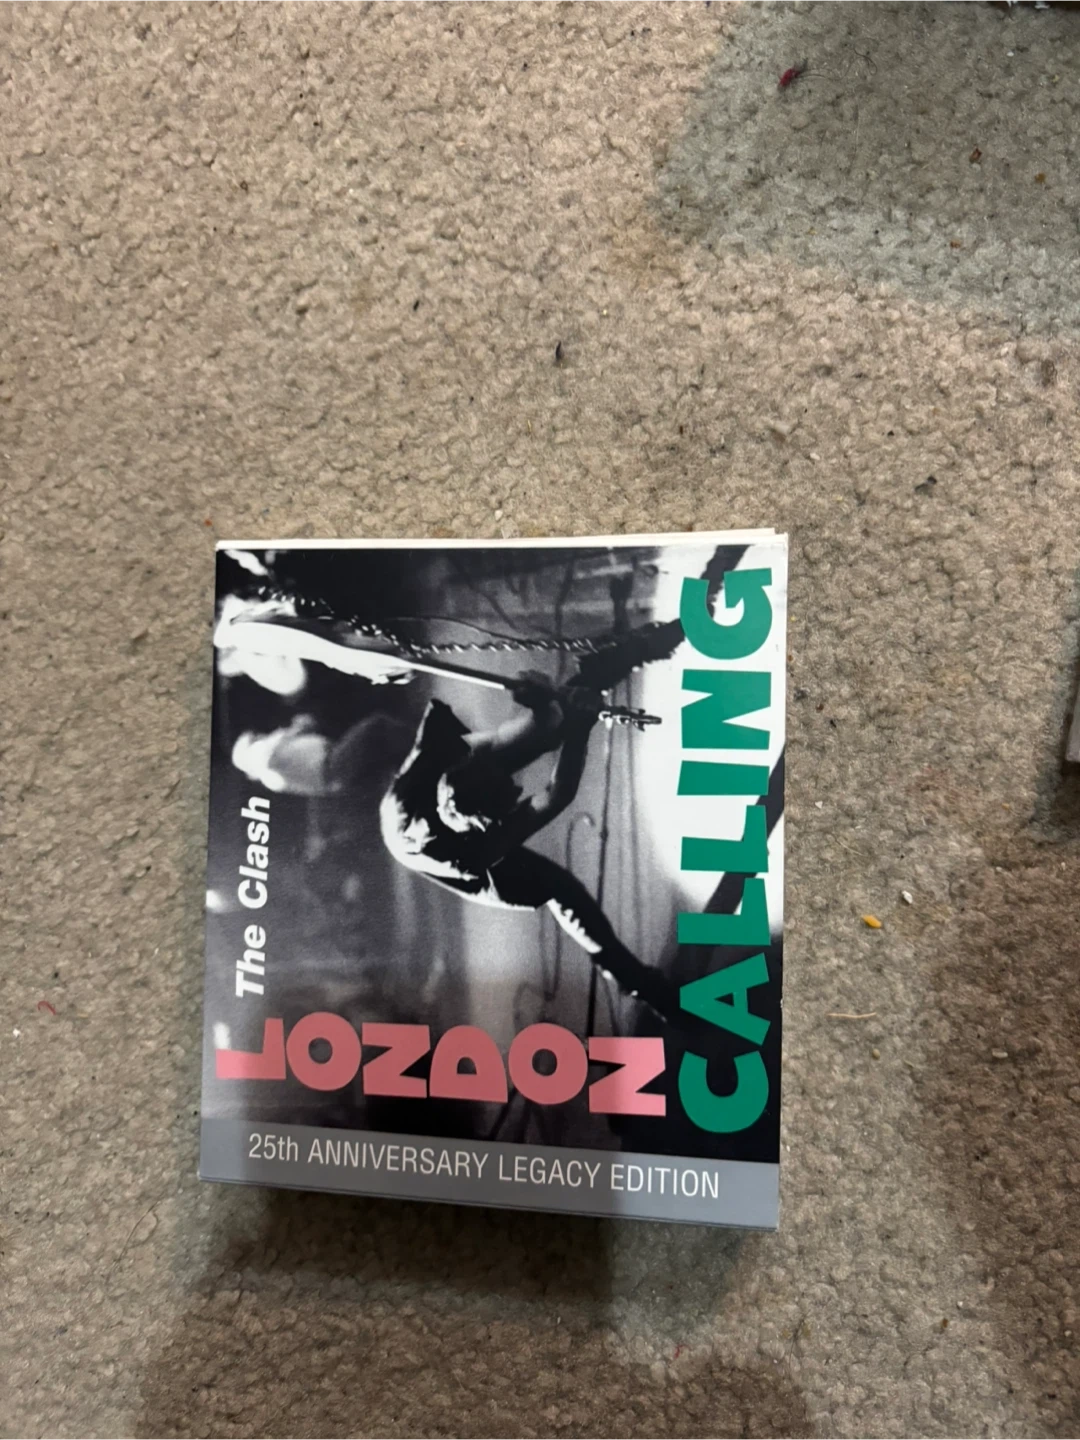 The Clash
LONDON
CALLING
25th ANNIVERSARY LEGACY EDITION